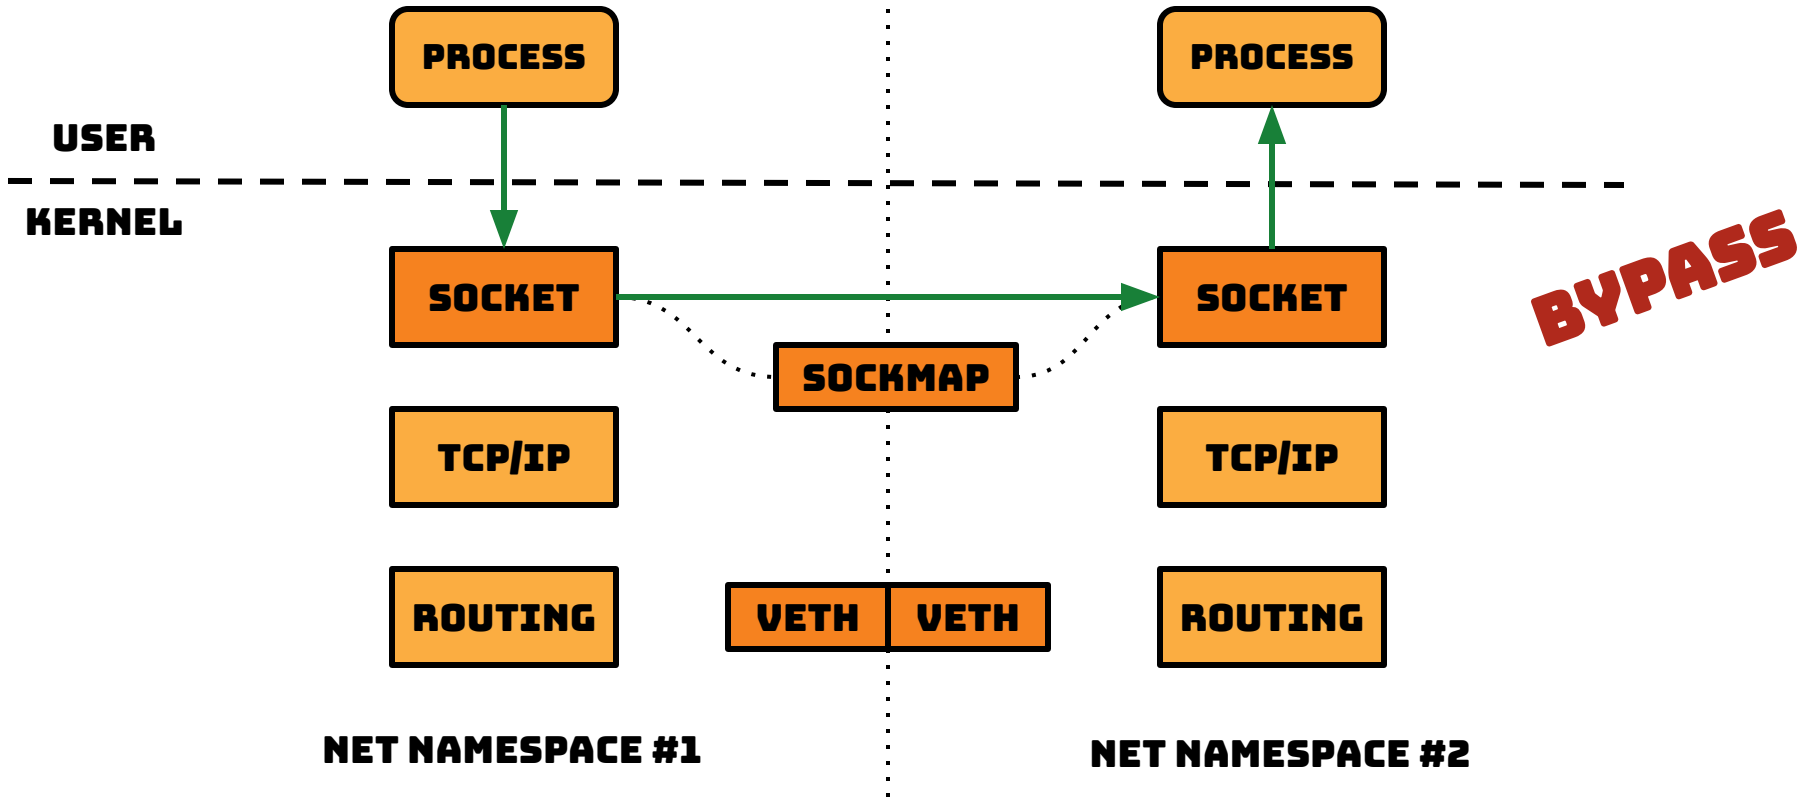 PROCESS
PROCESS
USER
KERNEL
SOCKET
SOCKET
BYPASS
SOCKMAP
TCP/IP
TCP/IP
ROUTING
VETH
VETH
ROUTING
NET NAMESPACE #1
NET NAMESPACE #2